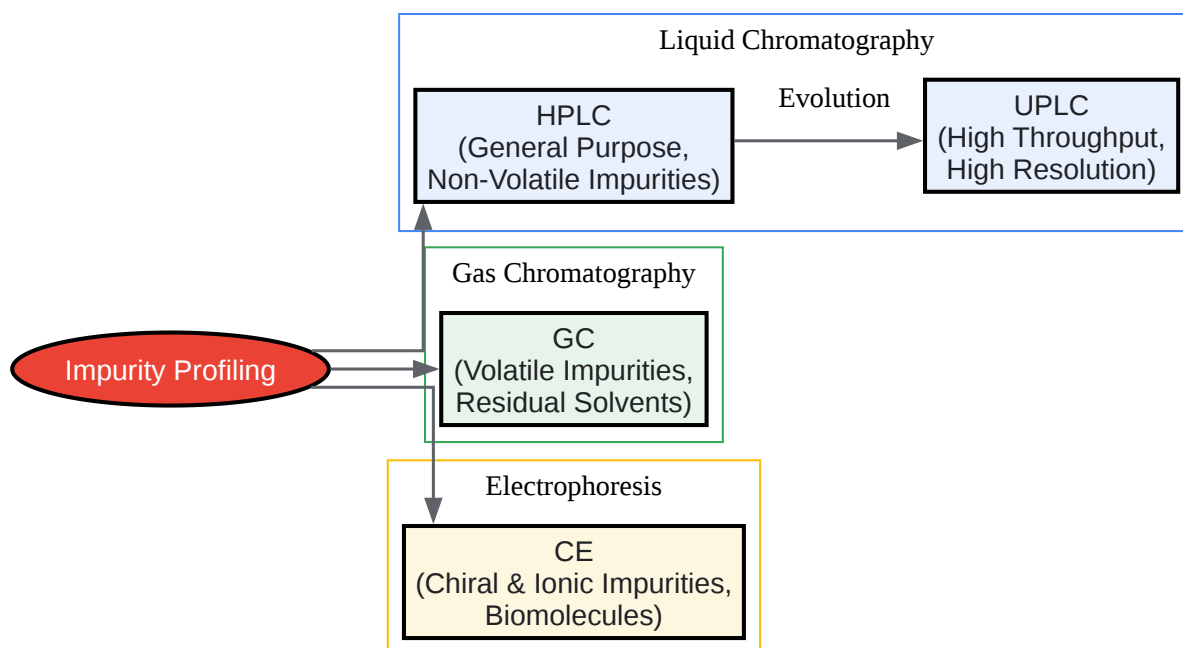 Liquid Chromatography
HPLC
(General Purpose,
Non-Volatile Impurities)
Evolution
UPLC
(High Throughput,
High Resolution)
Gas Chromatography
GC
(Volatile Impurities,
Residual Solvents)
Impurity Profiling
Electrophoresis
CE
(Chiral & Ionic Impurities,
Biomolecules)